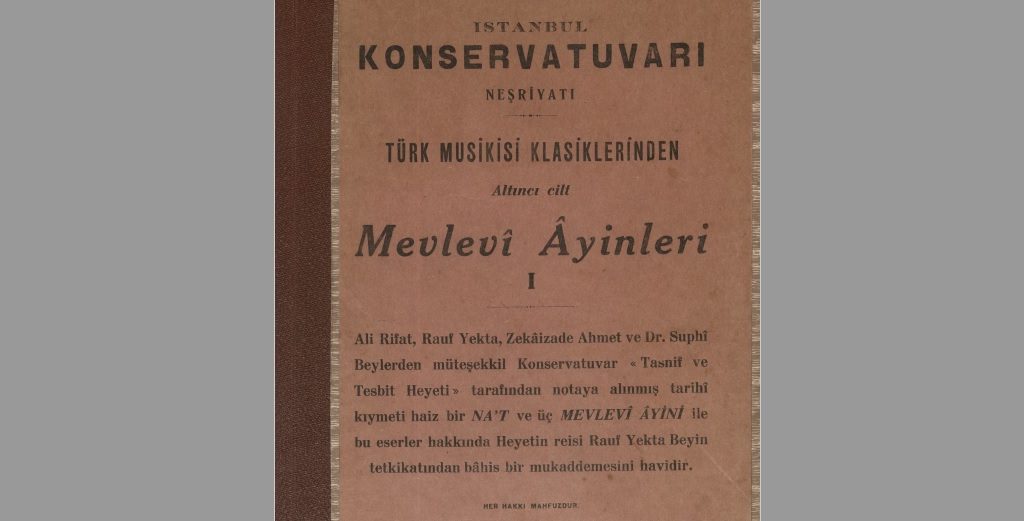 ISTANBUL
KONSERVATUVARI
NEŞRİYATI
TÜRK MUSİKİSİ KLASİKLERİNDEN
Altıncı cilt
Mevlevî Âyinleri
I
Ali Rifat, Rauf Yekta, Zekâizade Ahmet ve Dr. Suphî
Beylerden müteşekkil Konservatuvar « Tasnif ve
Tesbit Heyeti » tarafından notaya alınmış tarihî
kıymeti haiz bir NA'T ve üç MEVLEVÎ ÂYİNİ ile
bu eserler hakkında Heyetin reisi Rauf Yekta Beyin
tetkikatından bâhis bir mukaddemesini havidir.
HER HAKKI MAHFUZDUR.